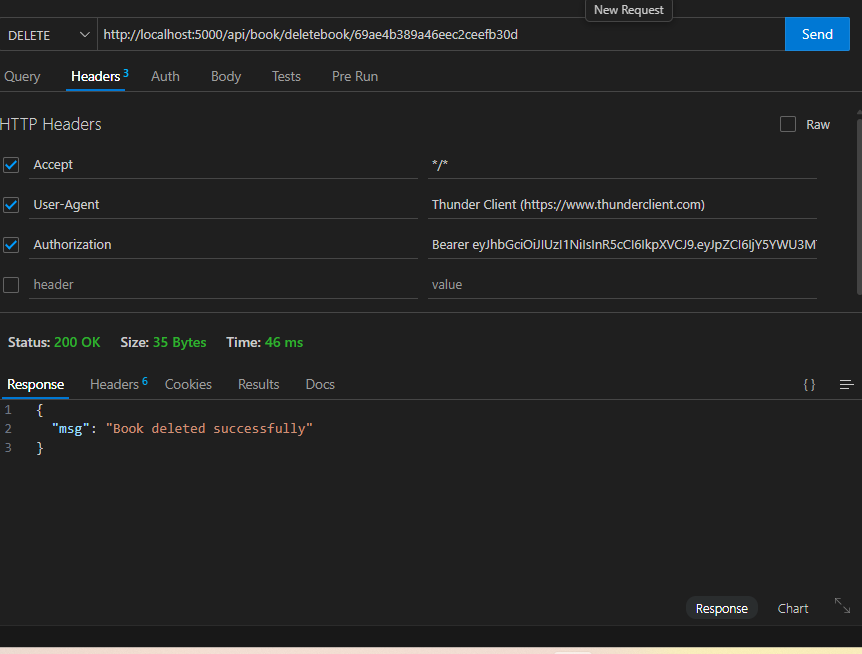 New Request
DELETE http://localhost:5000/api/book/deletebook/69ae4b389a46eec2ceefb30d Send
Query Headers 3 Auth Body Tests Pre Run
HTTP Headers Raw
Accept */*
User-Agent Thunder Client (https://www.thunderclient.com)
Authorization Bearer
header value
Status: 200 OK Size: 35 Bytes Time: 46 ms
Response Headers 6 Cookies Results Docs { }
1 {
2 "msg": "Book deleted successfully"
3 }
Response Chart